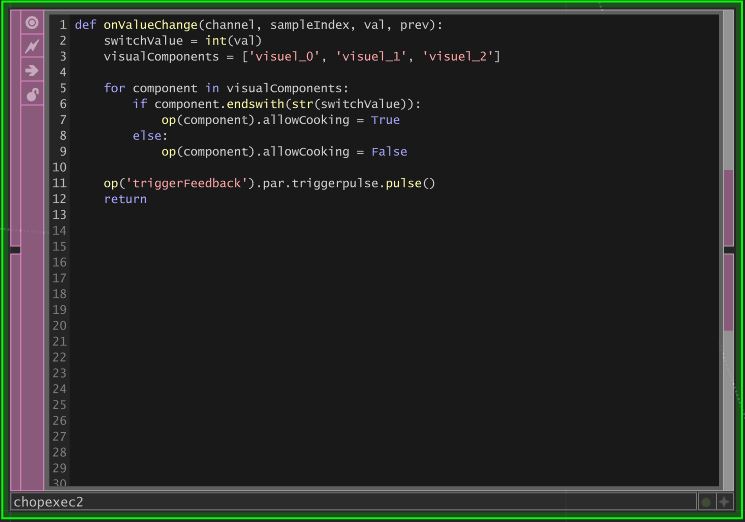 1 def onValueChange(channel, sampleIndex, val, prev):
2     switchValue = int(val)
3     visualComponents = ['visuel_0', 'visuel_1', 'visuel_2']
4
5     for component in visualComponents:
6         if component.endswith(str(switchValue)):
7             op(component).allowCooking = True
8         else:
9             op(component).allowCooking = False
10
11     op('triggerFeedback').par.triggerpulse.pulse()
12     return
13
14
15
16
17
18
19
20
21
22
23
24
25
26
27
28
29
30
chopexec2